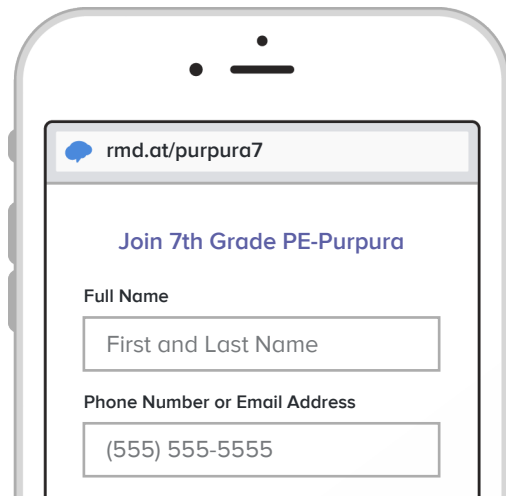 rmd.at/purpura7
Join 7th Grade PE-Purpura
Full Name
First and Last Name
Phone Number or Email Address
(555) 555-5555